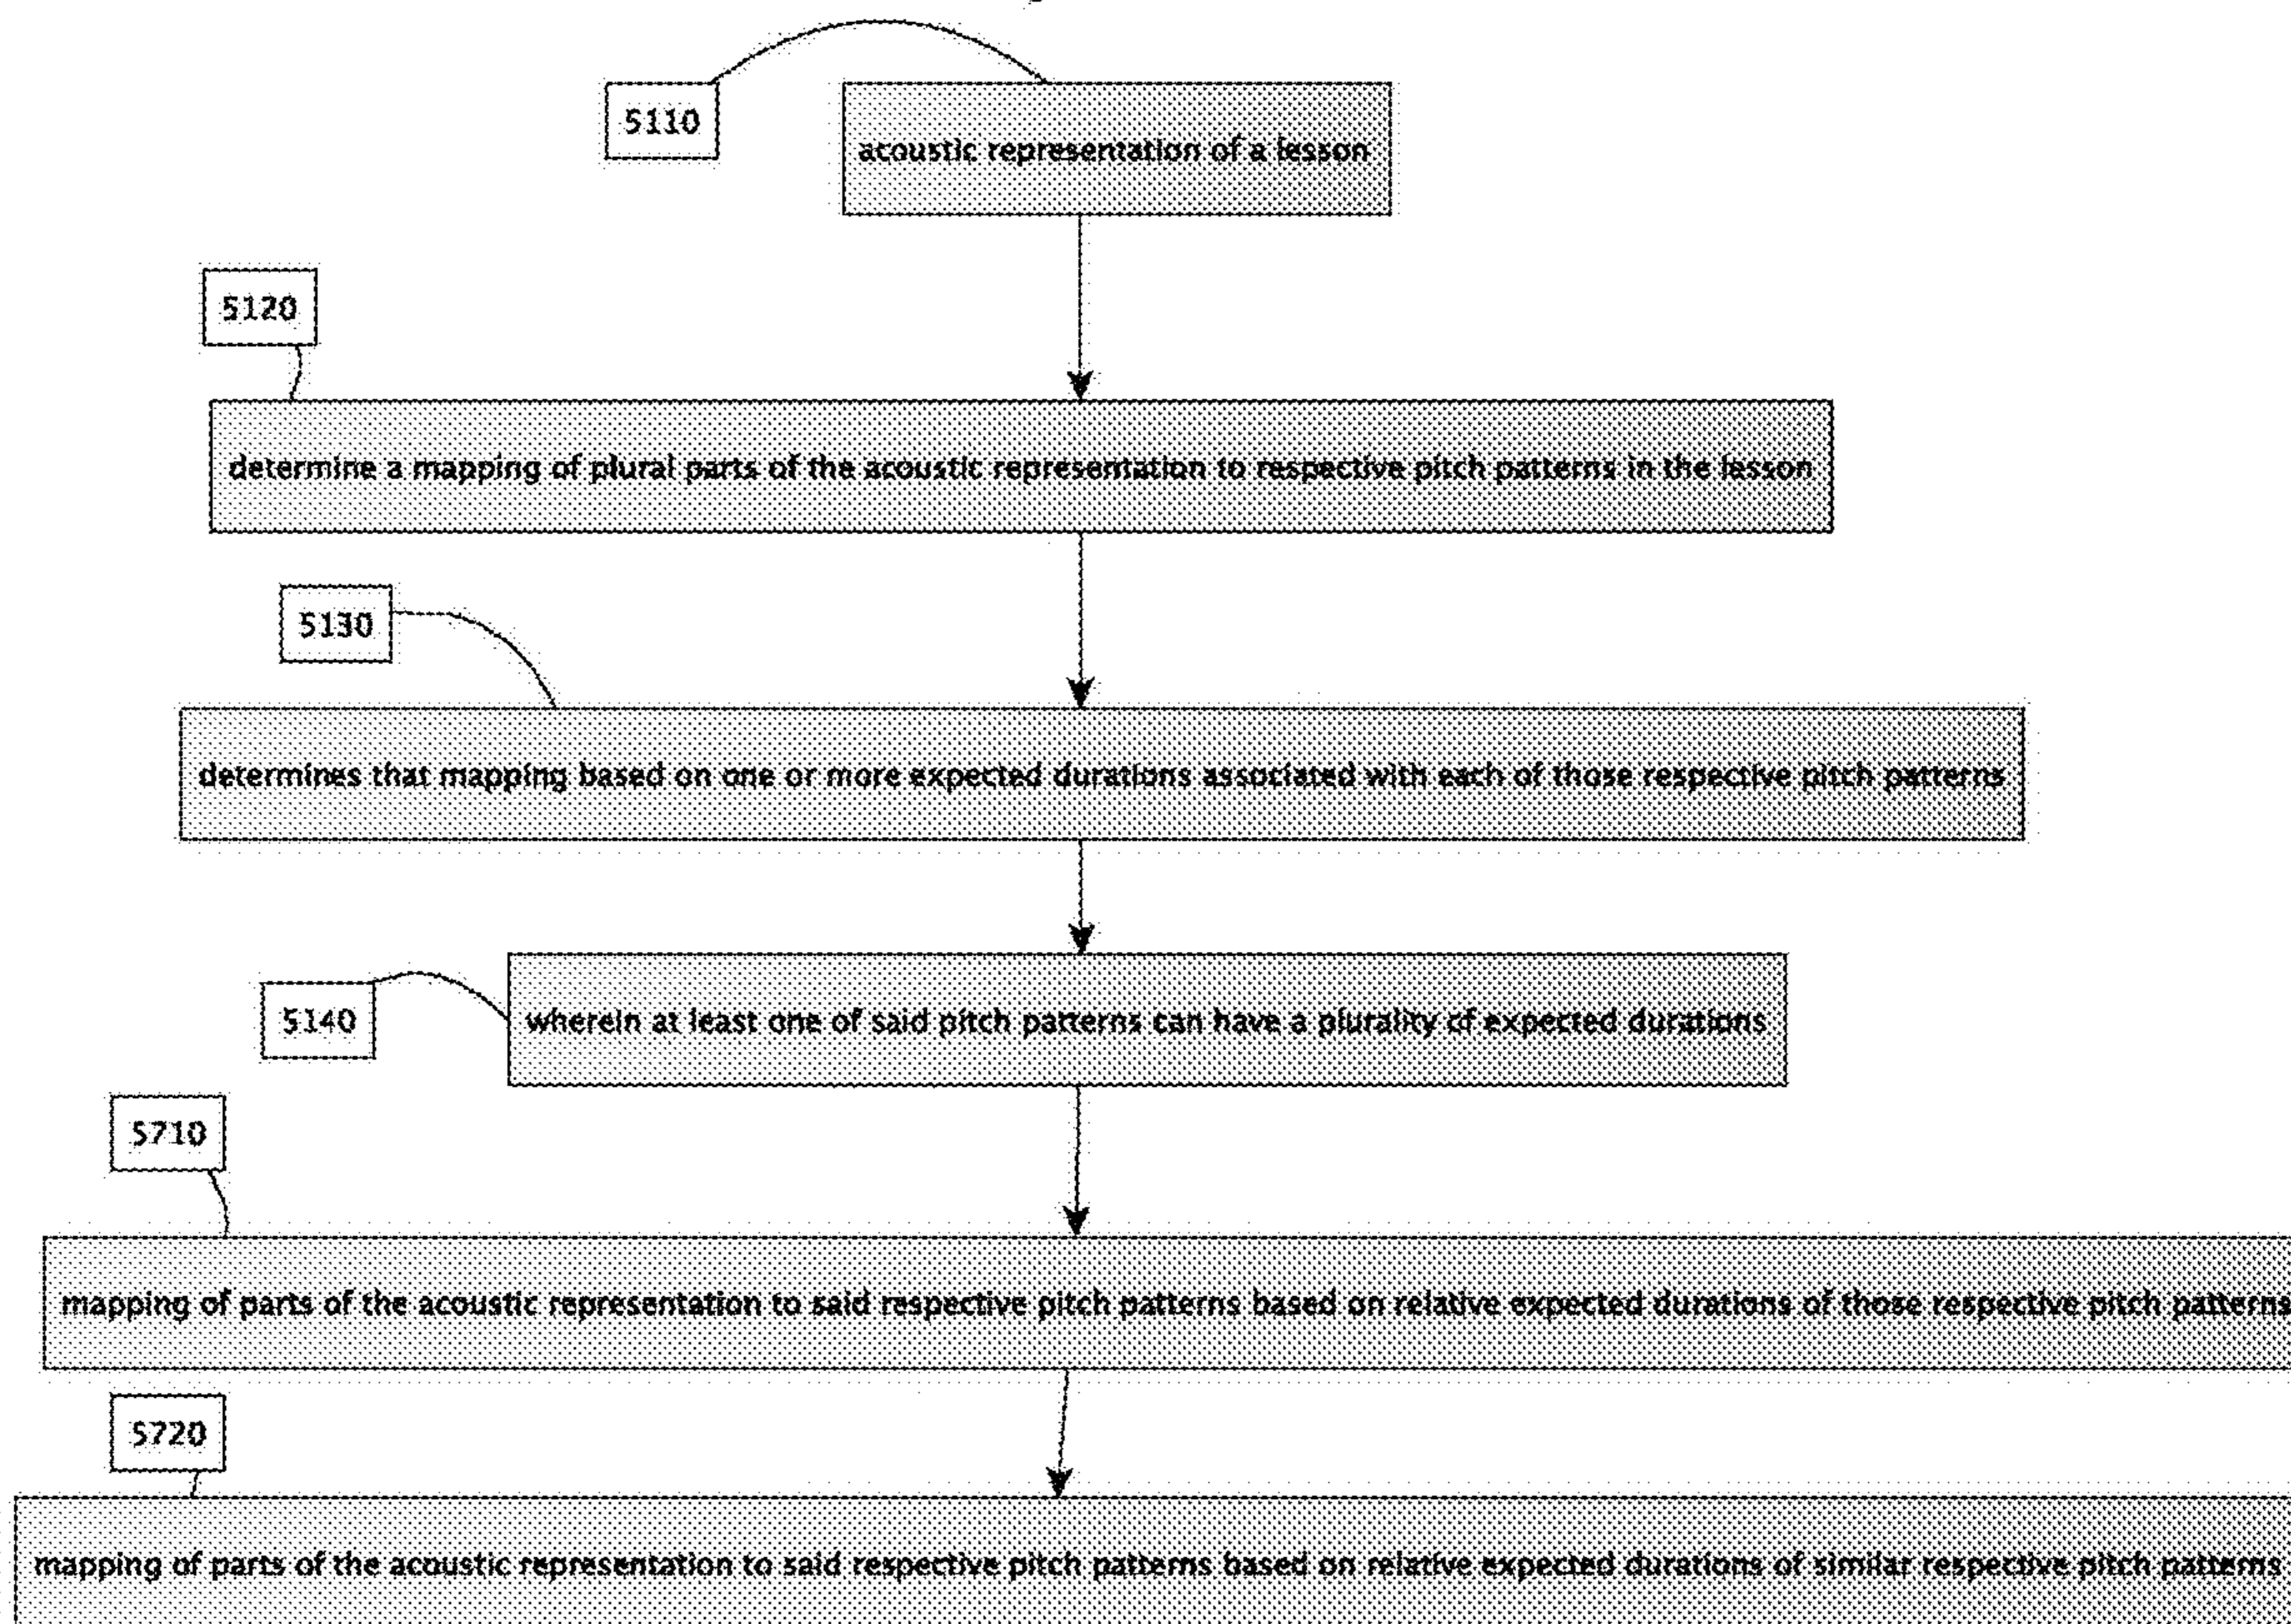 5110
acoustic representation of a lesson
5120
determine a mapping of plural parts of the acoustic representation to respective pitch patterns in the lesson
5130
determines that mapping based on one or more expected durations associated with each of those respective pitch patterns
5140
wherein at least one of said pitch patterns can have a plurality of expected durations
5710
mapping of parts of the acoustic representation to said respective pitch patterns based on relative expected durations of those respective pitch patterns
5720
mapping of parts of the acoustic representation to said respective pitch patterns based on relative expected durations of similar respective pitch patterns